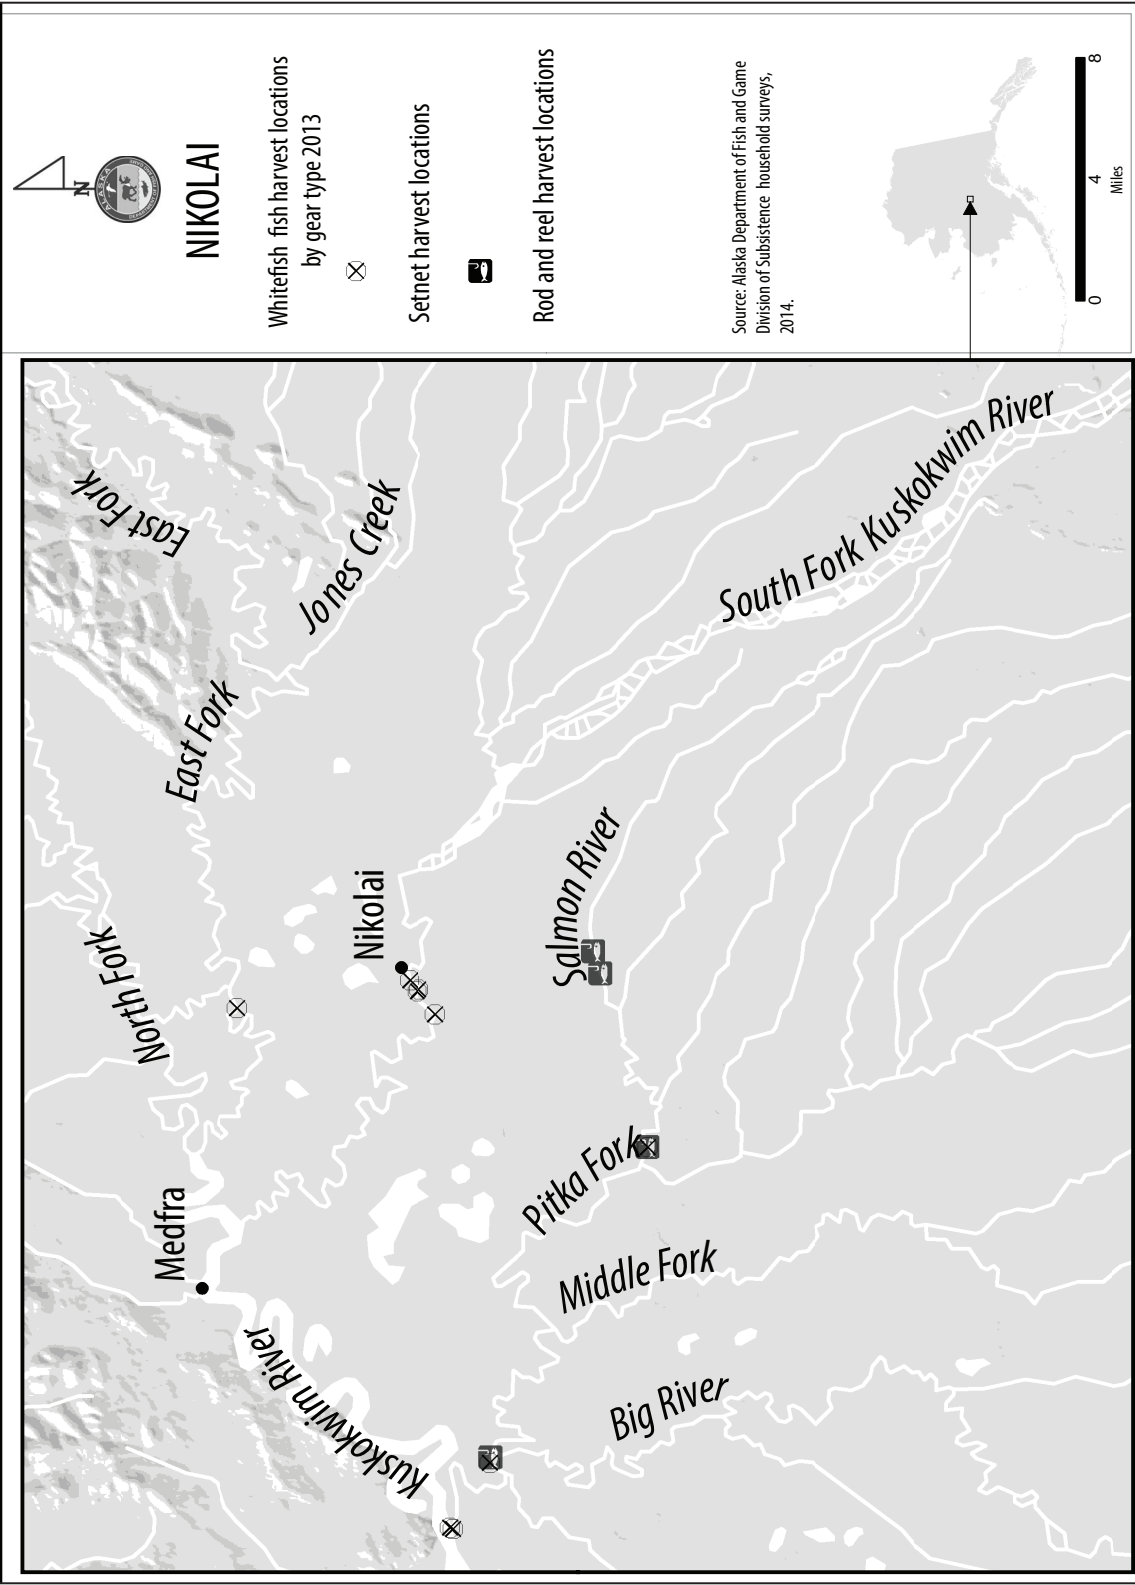 N
ALASKA
NIKOLAI
Whitefish fish harvest locations
by gear type 2013
Setnet harvest locations
Rod and reel harvest locations
Source: Alaska Department of Fish and Game
Division of Subsistence household surveys,
2014.
0 4 8
Miles
East Fork
Jones Creek
East Fork
North Fork
Nikolai
Medfra
South Fork Kuskokwim River
Salmon River
Pitka Fork
Middle Fork
Big River
Kuskokwim River